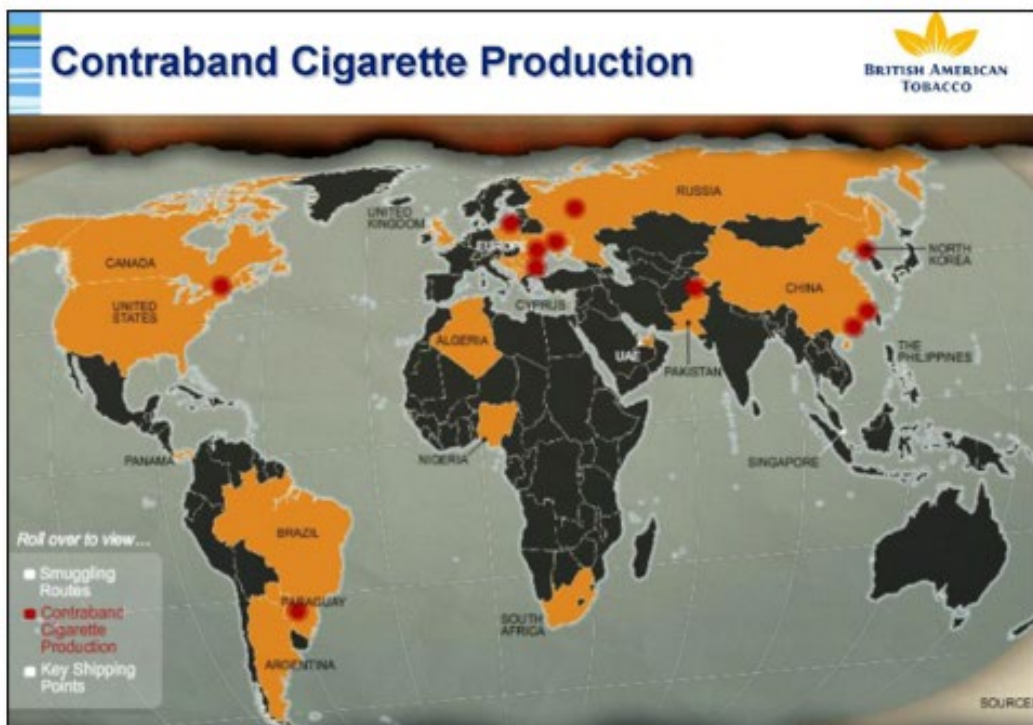 Contraband Cigarette Production
BRITISH AMERICAN
TOBACCO
RUSSIA
UNITED
KINGDOM
EUROPE
CANADA
NORTH
KOREA
UNITED
STATES
CHINA
CYPRUS
ALGERIA
THE
PHILIPPINES
UAE
PAKISTAN
PANAMA
NIGERIA
SINGAPORE
BRAZIL
Roll over to view...
Smuggling
Routes
Contraband
Cigarette
Production
Key Shipping
Points
PARAGUAY
SOUTH
AFRICA
ARGENTINA
SOURCES